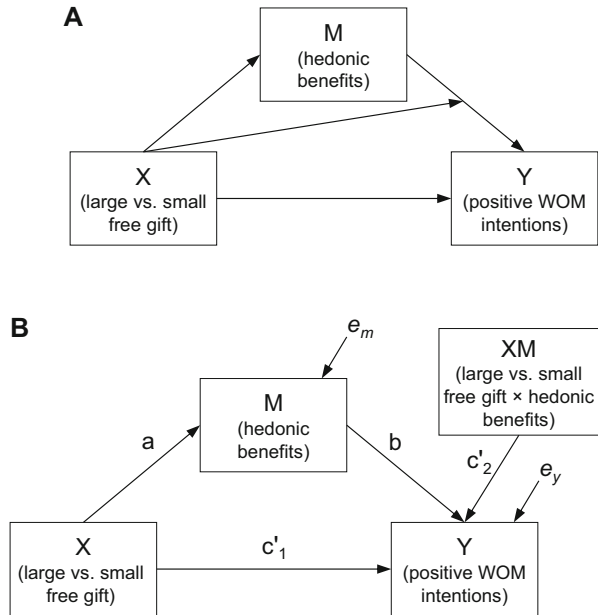 A
M
(hedonic
benefits)
X
(large vs. small
free gift)
Y
(positive WOM
intentions)
B
e_m
XM
(large vs. small
free gift × hedonic
benefits)
M
(hedonic
benefits)
a
b
c'_2
e_y
X
(large vs. small
free gift)
c'_1
Y
(positive WOM
intentions)